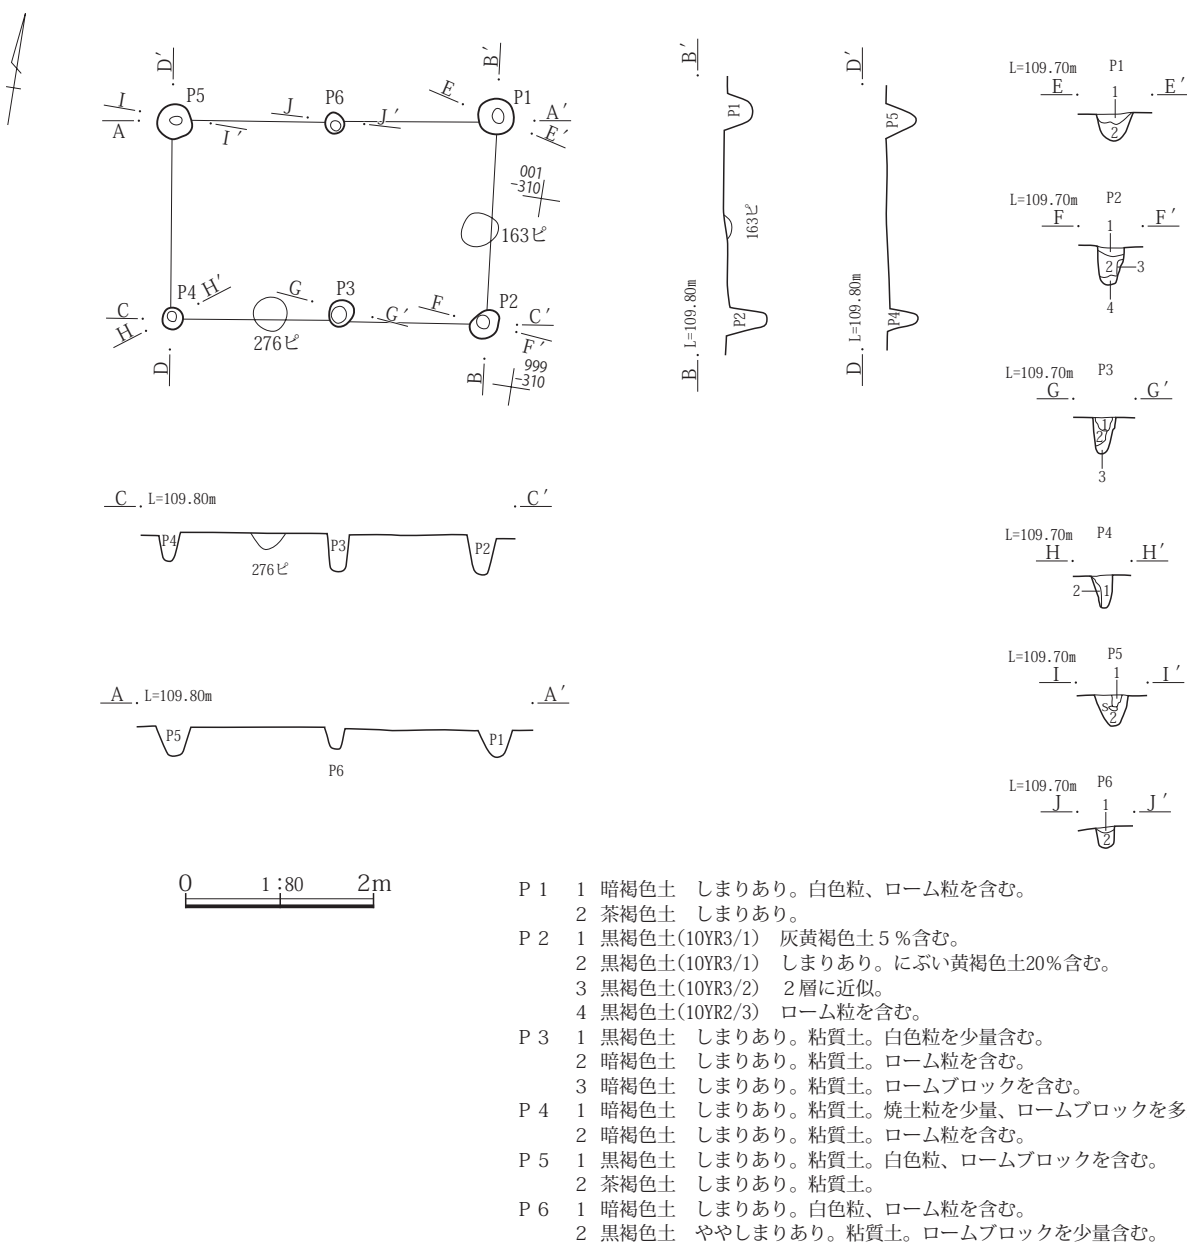 D′
B′
P5
P6
P1
E
I
J
J′
A′
A
I′
E′
001
-310
163ピ
P4
H′
G
P3
F
P2
C
G′
C′
H
276ピ
F′
D
B
999
-310
B′
P1
163ピ
P2
L=109.80m
B
D′
P5
P4
L=109.80m
D
L=109.70m P1
E 1 E′
2
L=109.70m P2
F 1 F′
2 3
4
L=109.70m P3
G G′
1
2
3
L=109.70m P4
H H′
2 1
L=109.70m P5
I 1 I′
S
2
L=109.70m P6
J 1 J′
2
C L=109.80m C′
P4 P3 P2
276ピ
A L=109.80m A′
P5 P1
P6
0 1:80 2m
P 1 1 暗褐色土 しまりあり。白色粒、ローム粒を含む。
2 茶褐色土 しまりあり。
P 2 1 黒褐色土(10YR3/1) 灰黄褐色土5%含む。
2 黒褐色土(10YR3/1) しまりあり。にぶい黄褐色土20%含む。
3 黒褐色土(10YR3/2) 2層に近似。
4 黒褐色土(10YR2/3) ローム粒を含む。
P 3 1 黒褐色土 しまりあり。粘質土。白色粒を少量含む。
2 暗褐色土 しまりあり。粘質土。ローム粒を含む。
3 暗褐色土 しまりあり。粘質土。ロームブロックを含む。
P 4 1 暗褐色土 しまりあり。粘質土。焼土粒を少量、ロームブロックを多
2 暗褐色土 しまりあり。粘質土。ローム粒を含む。
P 5 1 黒褐色土 しまりあり。粘質土。白色粒、ロームブロックを含む。
2 茶褐色土 しまりあり。粘質土。
P 6 1 暗褐色土 しまりあり。白色粒、ローム粒を含む。
2 黒褐色土 ややしまりあり。粘質土。ロームブロックを少量含む。